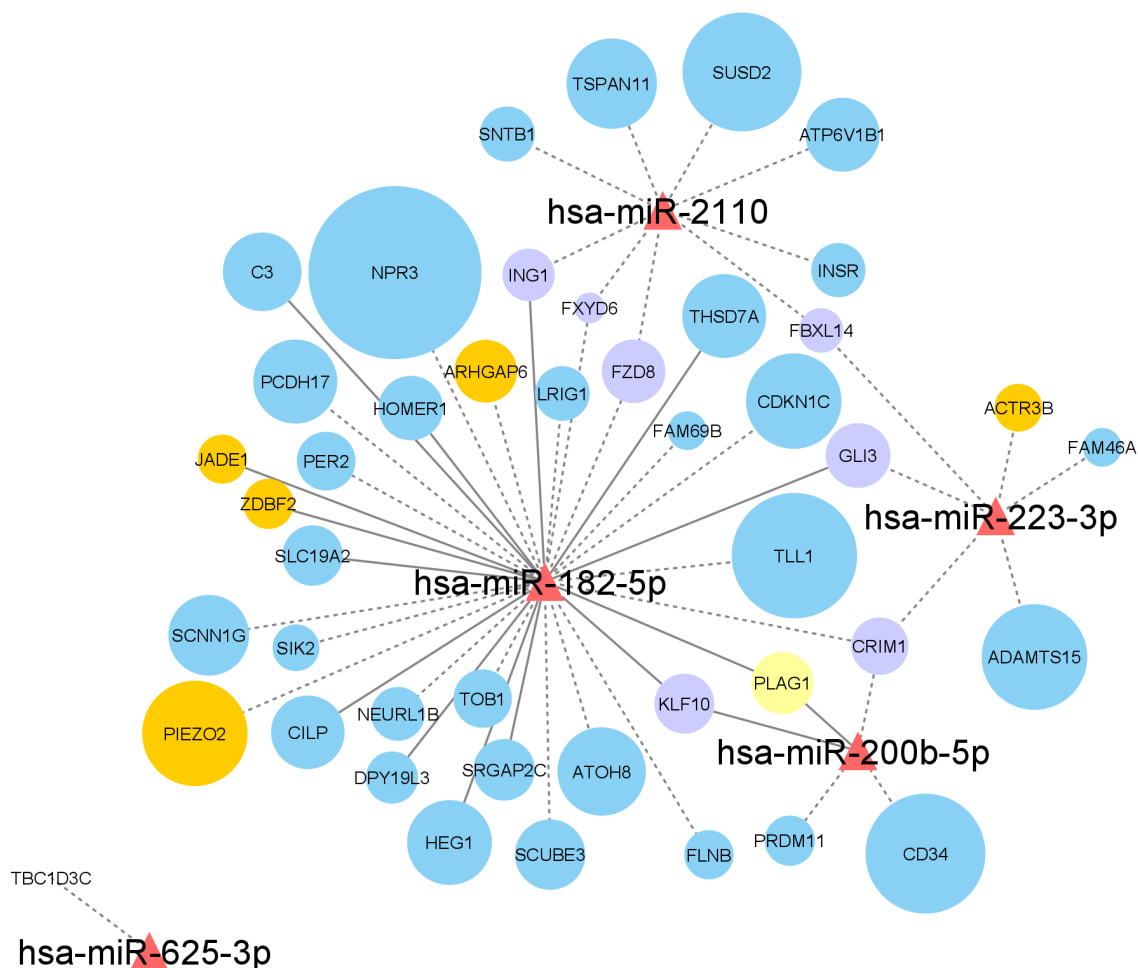 SUSD2
TSPAN11
SNTB1
ATP6V1B1
hsa-miR-2110
C3
NPR3
ING1
INSR
FXYD6
THSD7A
FBXL14
ARHGAP6
FZD8
PCDH17
LRIG1
CDKN1C
HOMER1
ACTR3B
FAM69B
FAM46A
JADE1
PER2
GLI3
ZDBF2
hsa-miR-223-3p
SLC19A2
TLL1
hsa-miR-182-5p
SCNN1G
SIK2
CRIM1
ADAMTS15
PLAG1
TOB1
KLF10
NEURL1B
PIEZO2
CILP
hsa-miR-200b-5p
SRGAP2C
ATOH8
DPY19L3
PRDM11
HEG1
SCUBE3
FLNB
CD34
TBC1D3C
hsa-miR-625-3p